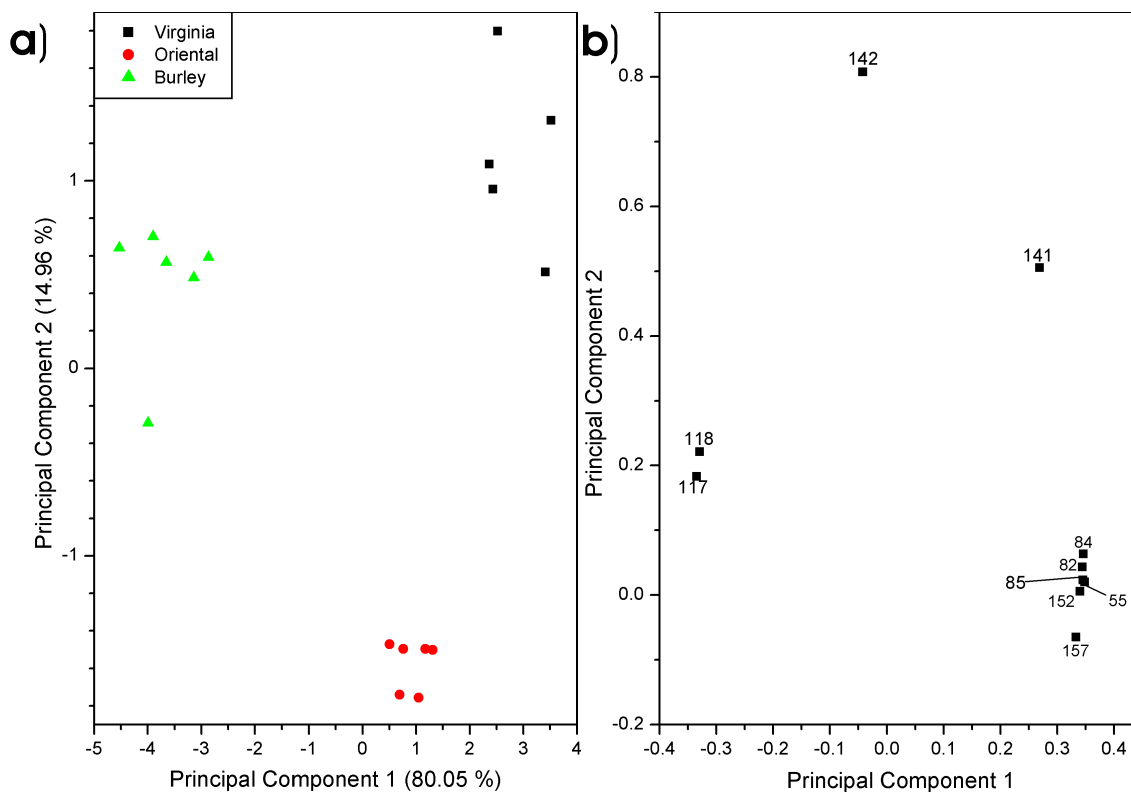 a)
Virginia
Oriental
Burley
1
0
-1
Principal Component 2 (14.96 %)
-5 -4 -3 -2 -1 0 1 2 3 4
Principal Component 1 (80.05 %)
b)
142
141
118
117
84
82
85
55
152
157
0.8
0.6
0.4
0.2
0.0
-0.2
Principal Component 2
-0.4 -0.3 -0.2 -0.1 0.0 0.1 0.2 0.3 0.4
Principal Component 1